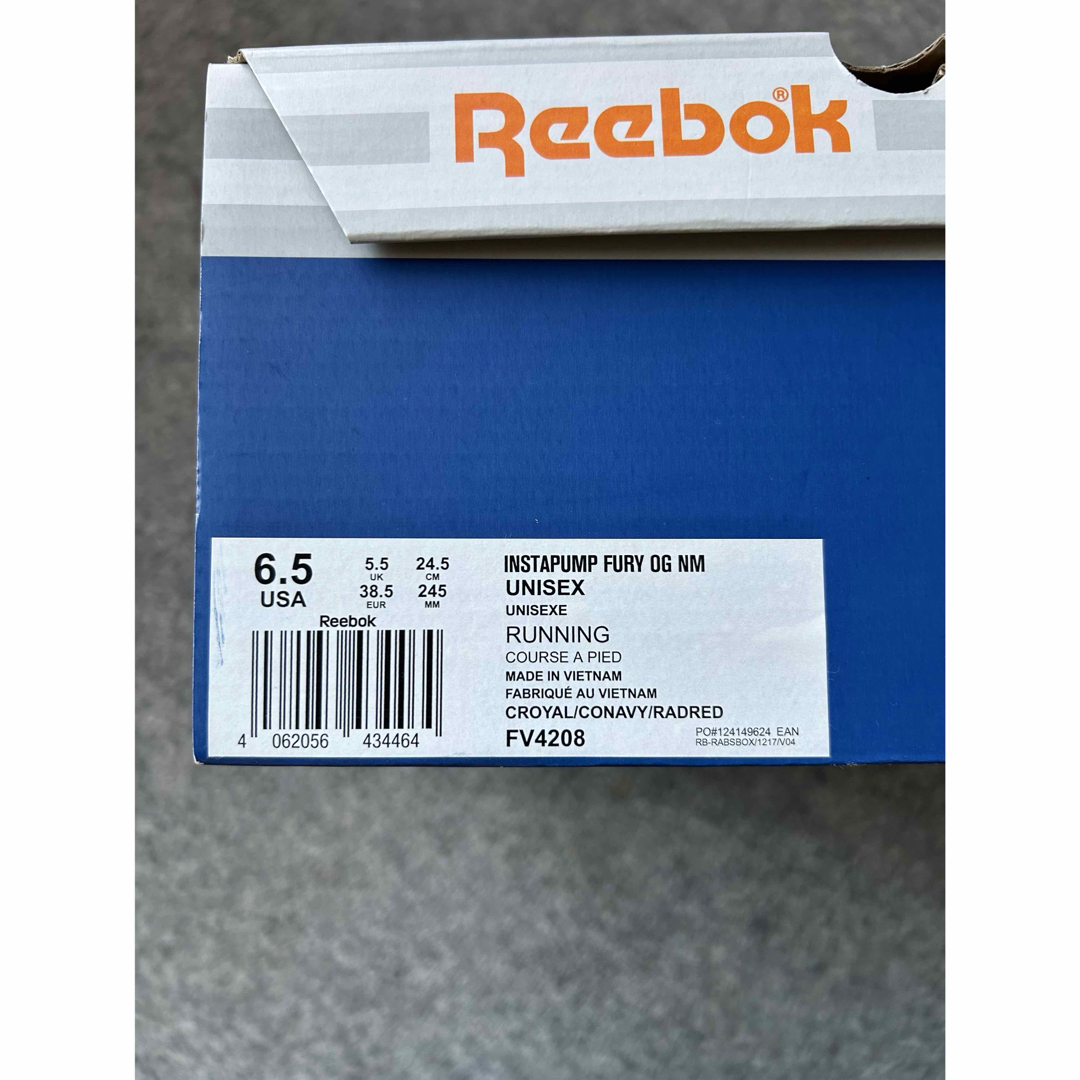 Reebok®
6.5
USA
5.5
UK
24.5
CM
38.5
EUR
245
MM
Reebok
4 062056 434464
INSTAPUMP FURY OG NM
UNISEX
UNISEXE
RUNNING
COURSE A PIED
MADE IN VIETNAM
FABRIQUÉ AU VIETNAM
CROYAL/CONAVY/RADRED
FV4208
PO#124149624 EAN
RB-RABSBOX/1217/V04